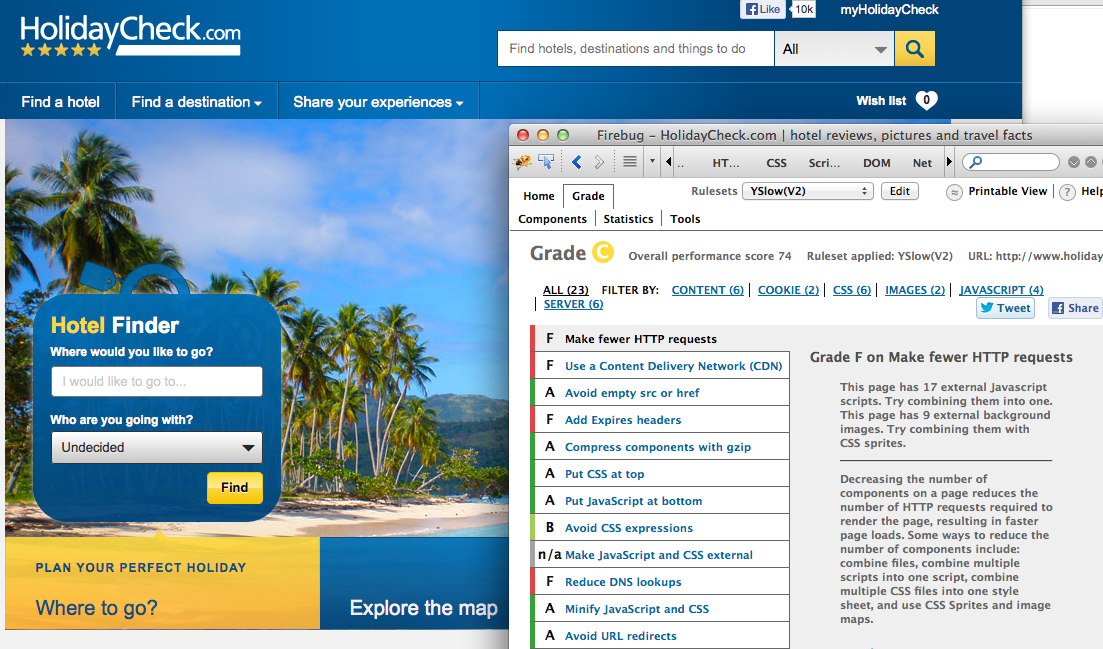 HolidayCheck.com
Like
10k
myHolidayCheck
Find hotels, destinations and things to do
All
Find a hotel
Find a destination
Share your experiences
Wish list
0
Hotel Finder
Where would you like to go?
I would like to go to...
Who are you going with?
Undecided
Find
PLAN YOUR PERFECT HOLIDAY
Where to go?
Explore the map
Firebug – HolidayCheck.com | hotel reviews, pictures and travel facts
.. HT... CSS Scri... DOM Net
Home Grade
Rulesets YSlow(V2) Edit
Printable View ? Help
Components Statistics Tools
Grade C Overall performance score 74 Ruleset applied: YSlow(V2) URL: http://www.holiday
ALL (23) FILTER BY: CONTENT (6) COOKIE (2) CSS (6) IMAGES (2) JAVASCRIPT (4)
SERVER (6)
Tweet
Share
F Make fewer HTTP requests
F Use a Content Delivery Network (CDN)
A Avoid empty src or href
F Add Expires headers
A Compress components with gzip
A Put CSS at top
A Put JavaScript at bottom
B Avoid CSS expressions
n/a Make JavaScript and CSS external
F Reduce DNS lookups
A Minify JavaScript and CSS
A Avoid URL redirects
Grade F on Make fewer HTTP requests
This page has 17 external Javascript
scripts. Try combining them into one.
This page has 9 external background
images. Try combining them with
CSS sprites.
Decreasing the number of
components on a page reduces the
number of HTTP requests required to
render the page, resulting in faster
page loads. Some ways to reduce the
number of components include:
combine files, combine multiple
scripts into one script, combine
multiple CSS files into one style
sheet, and use CSS Sprites and image
maps.